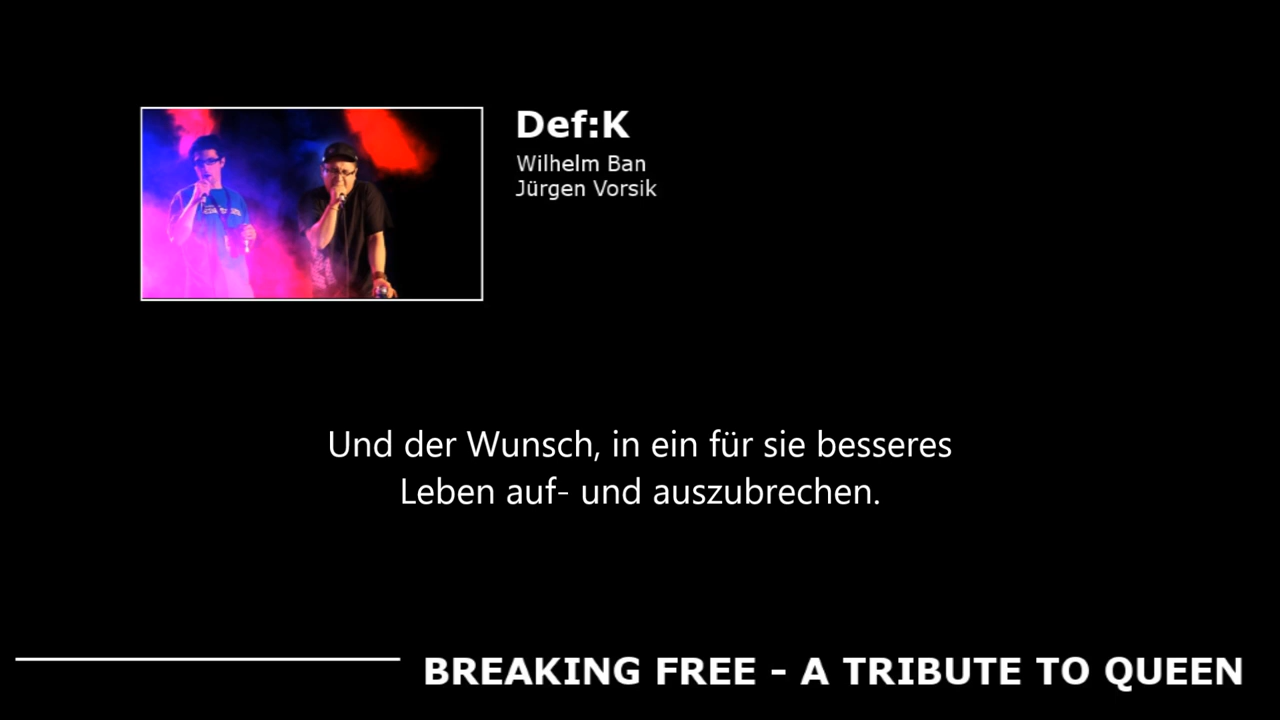 Def:K
Wilhelm Ban
Jürgen Vorsik
Und der Wunsch, in ein für sie besseres
Leben auf- und auszubrechen.
BREAKING FREE - A TRIBUTE TO QUEEN